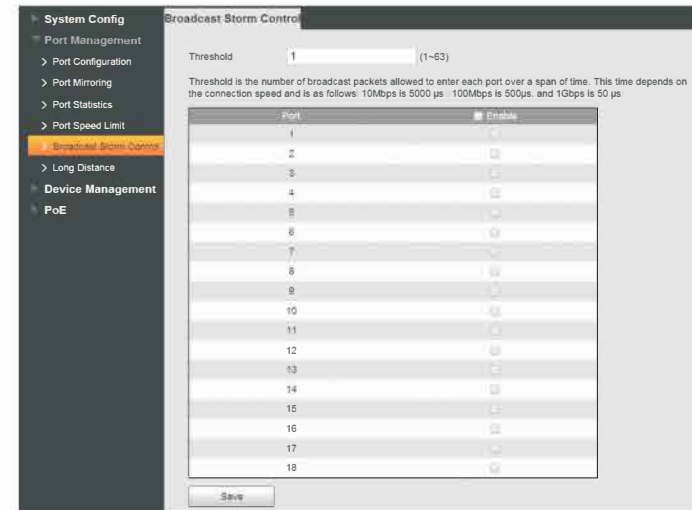 System Config
Port Management
> Port Configuration
> Port Mirroring
> Port Statistics
> Port Speed Limit
> Broadcast Storm Control
> Long Distance
Device Management
PoE
Broadcast Storm Control
Threshold 1 (1~63)
Threshold is the number of broadcast packets allowed to enter each port over a span of time. This time depends on
the connection speed and is as follows: 10Mbps is 5000 µs 100Mbps is 500µs, and 1Gbps is 50 µs
Port Enable
1
2
3
4
5
6
7
8
9
10
11
12
13
14
15
16
17
18
Save